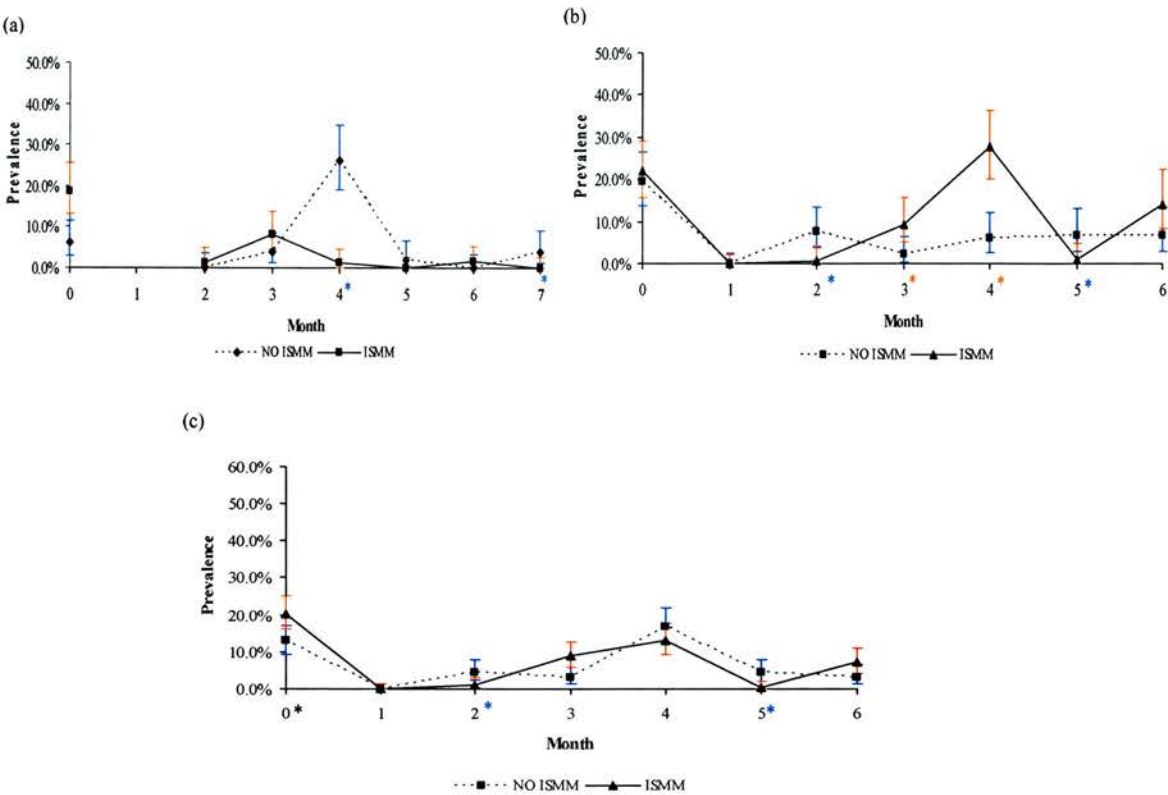 (a)
50.0%
40.0%
30.0%
20.0%
10.0%
0.0%
Prevalence
0 1 2 3 4* 5 6 7*
Month
NO ISMM ISMM
(b)
50.0%
40.0%
30.0%
20.0%
10.0%
0.0%
Prevalence
0 1 2* 3* 4* 5* 6
Month
NO ISMM ISMM
(c)
60.0%
50.0%
40.0%
30.0%
20.0%
10.0%
0.0%
Prevalence
0* 1 2* 3 4 5* 6
Month
NO ISMM ISMM